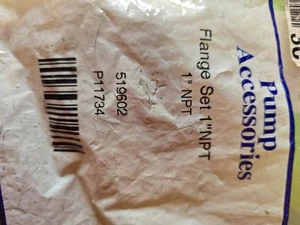 Pump
Accessories
Flange Set 1"NPT
1" NPT
519602
P11734